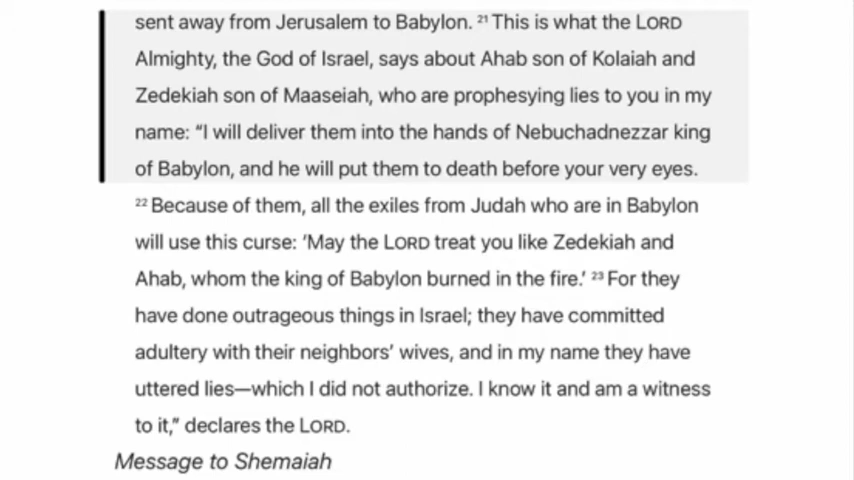 sent away from Jerusalem to Babylon. ²¹ This is what the LORD
Almighty, the God of Israel, says about Ahab son of Kolaiah and
Zedekiah son of Maaseiah, who are prophesying lies to you in my
name: “I will deliver them into the hands of Nebuchadnezzar king
of Babylon, and he will put them to death before your very eyes.
²² Because of them, all the exiles from Judah who are in Babylon
will use this curse: ‘May the LORD treat you like Zedekiah and
Ahab, whom the king of Babylon burned in the fire.’ ²³ For they
have done outrageous things in Israel; they have committed
adultery with their neighbors’ wives, and in my name they have
uttered lies—which I did not authorize. I know it and am a witness
to it,” declares the LORD.
Message to Shemaiah